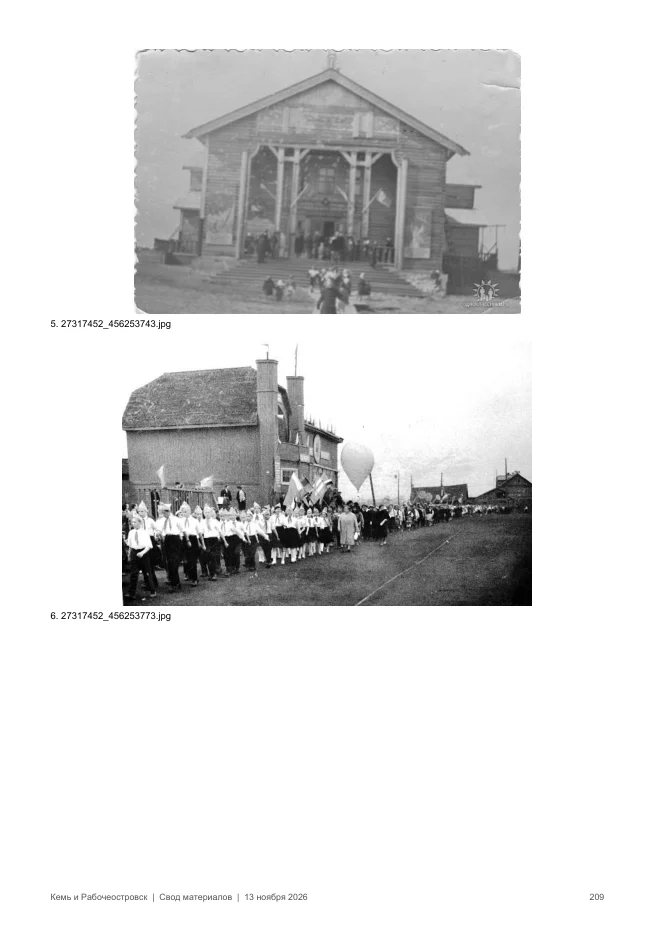 5. 27317452_456253743.jpg
6. 27317452_456253773.jpg
Кемь и Рабочеостровск | Свод материалов | 13 ноября 2026
209